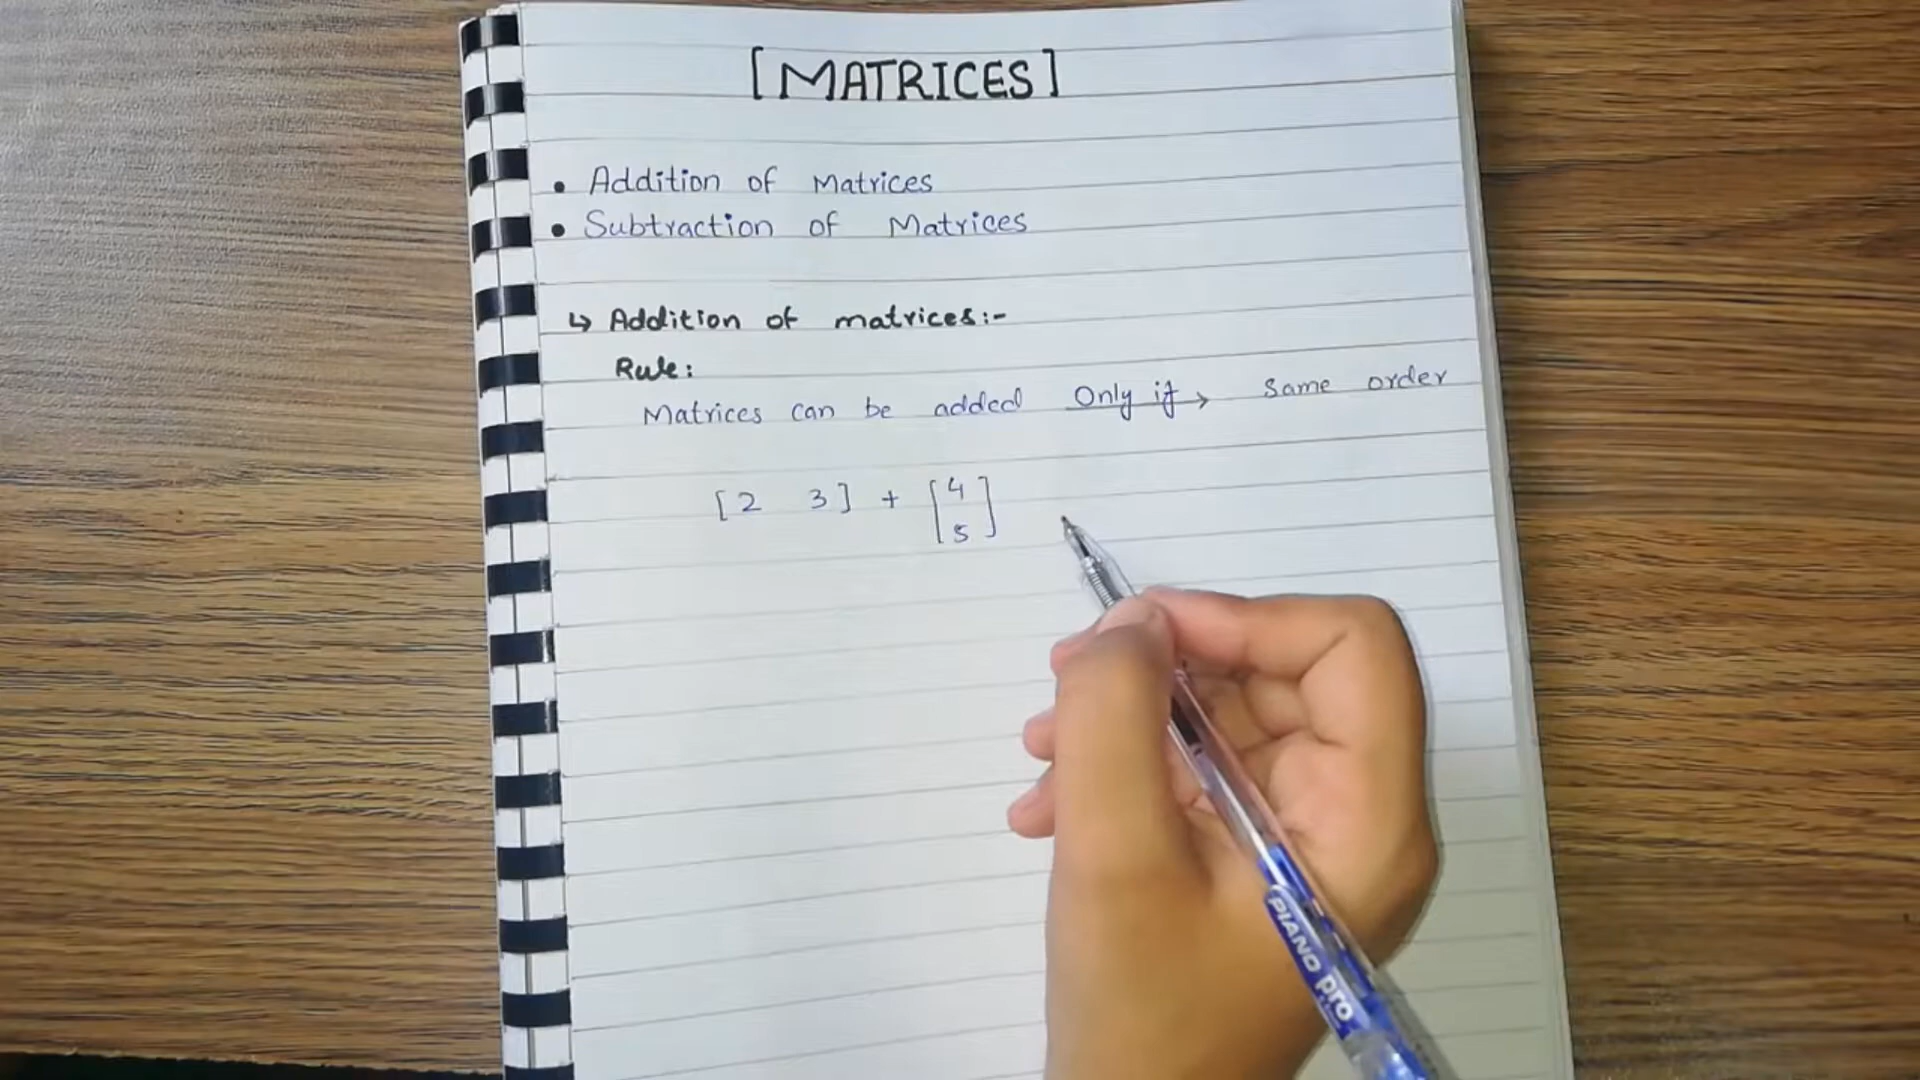 [MATRICES]
• Addition of Matrices
• Subtraction of Matrices
↳ Addition of matrices:-
Rule:
Matrices can be added Only if → Same order
[2 3] + [4
5]
PIANO pro